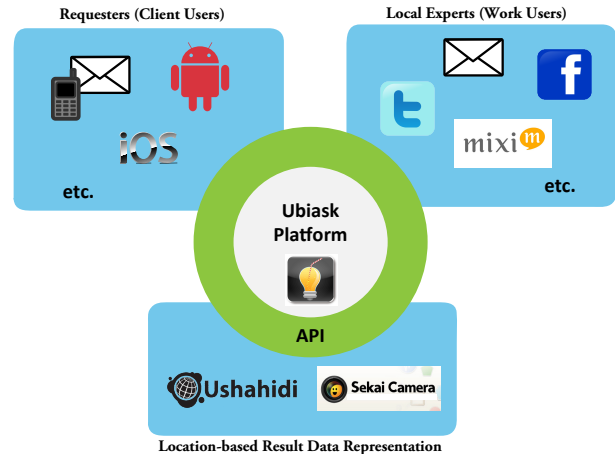 Requesters (Client Users)
Local Experts (Work Users)
iOS
f
t
mixi m
etc.
etc.
Ubiask
Platform
API
Ushahidi
Sekai Camera
Location-based Result Data Representation